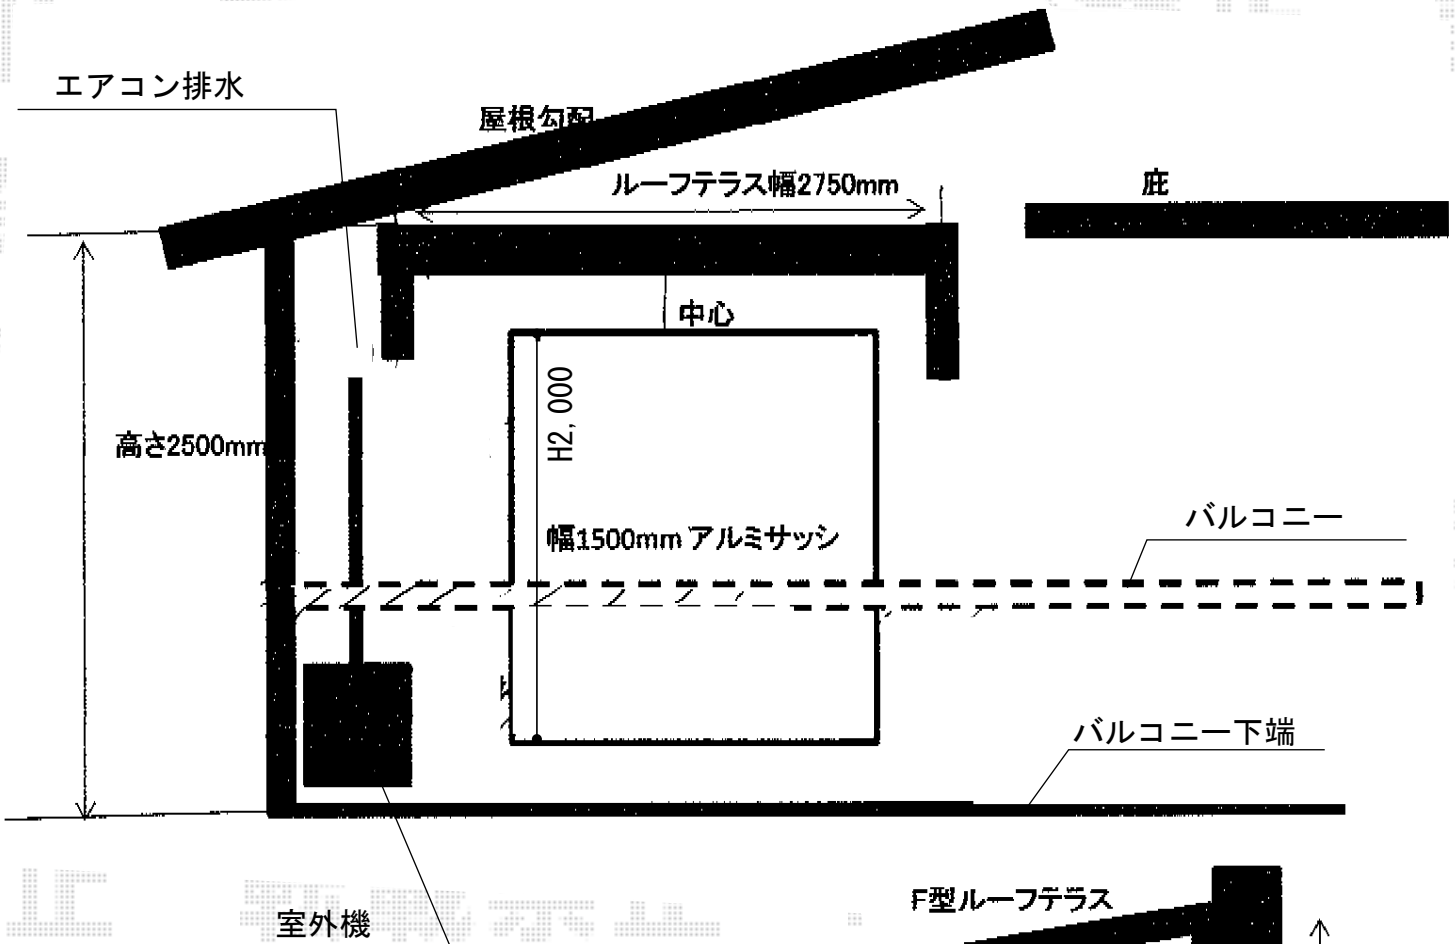 エアコン排水
屋根勾配
ルーフテラス幅2750mm
庇
中心
H2,000
高さ2500mm
幅1500mm アルミサッシ
バルコニー
バルコニー下端
F型ルーフテラス
室外機